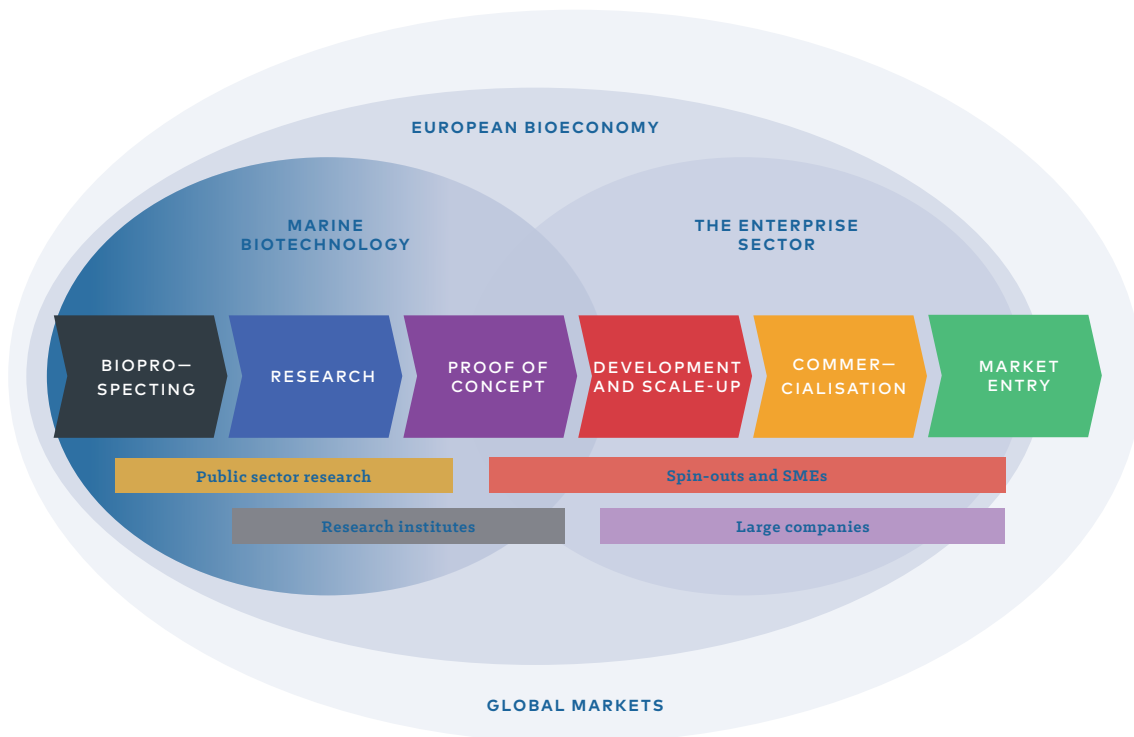 EUROPEAN BIOECONOMY
MARINE
BIOTECHNOLOGY
THE ENTERPRISE
SECTOR
BIOPRO—
SPECTING
RESEARCH
PROOF OF
CONCEPT
DEVELOPMENT
AND SCALE-UP
COMMER—
CIALISATION
MARKET
ENTRY
Public sector research
Spin-outs and SMEs
Research institutes
Large companies
GLOBAL MARKETS